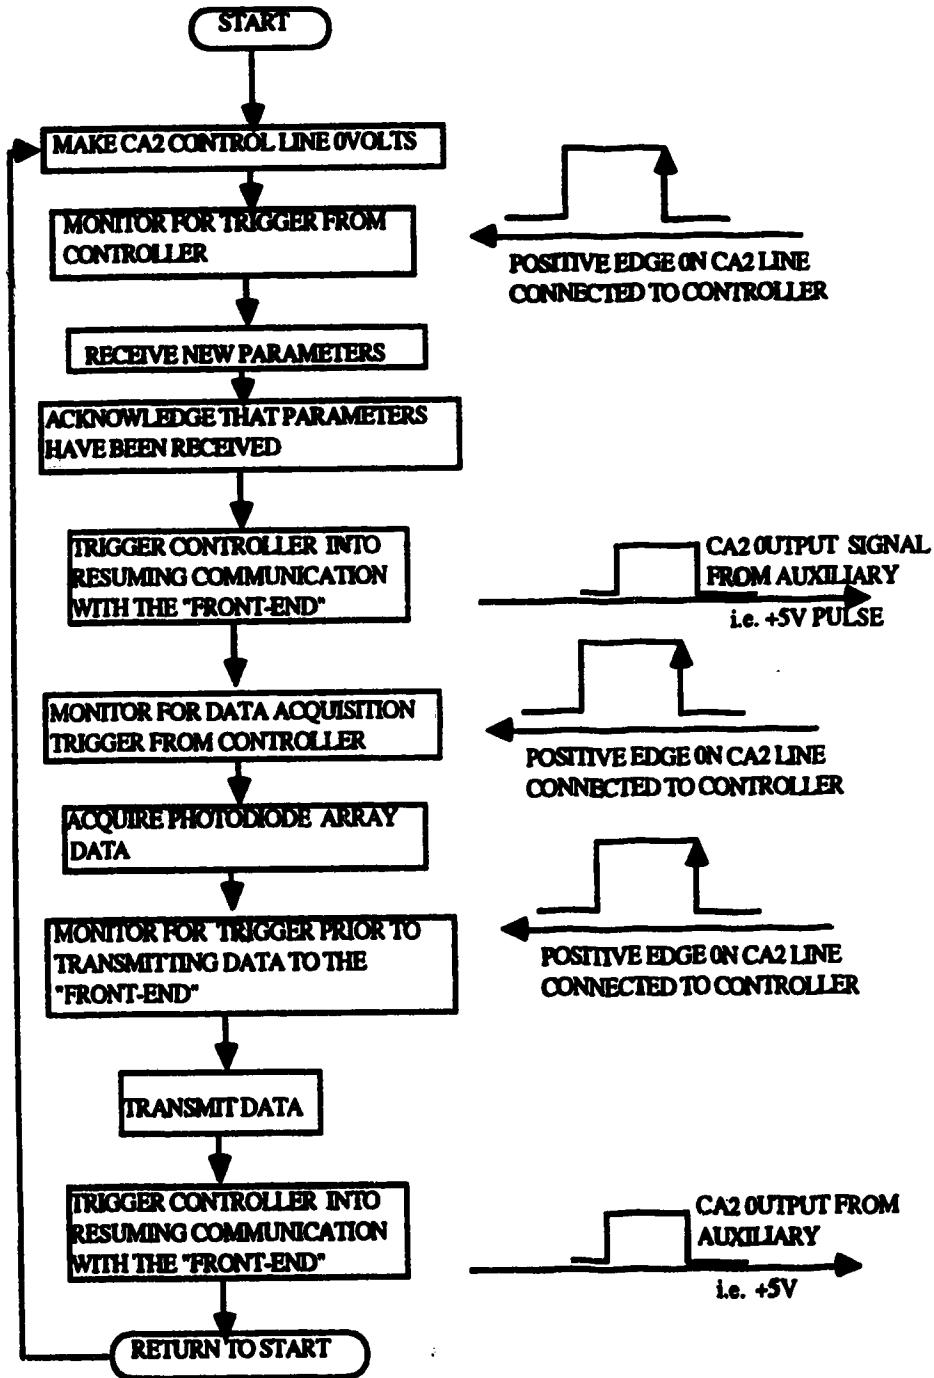 START
MAKE CA2 CONTROL LINE 0VOLTS
MONITOR FOR TRIGGER FROM
CONTROLLER
POSITIVE EDGE 0N CA2 LINE
CONNECTED TO CONTROLLER
RECEIVE NEW PARAMETERS
ACKNOWLEDGE THAT PARAMETERS
HAVE BEEN RECEIVED
TRIGGER CONTROLLER INTO
RESUMING COMMUNICATION
WITH THE "FRONT-END"
CA2 0UTPUT SIGNAL
FROM AUXILIARY
i.e. +5V PULSE
MONITOR FOR DATA ACQUISITION
TRIGGER FROM CONTROLLER
POSITIVE EDGE 0N CA2 LINE
CONNECTED TO CONTROLLER
ACQUIRE PHOTODIODE ARRAY
DATA
MONITOR FOR TRIGGER PRIOR TO
TRANSMITTING DATA TO THE
"FRONT-END"
POSITIVE EDGE 0N CA2 LINE
CONNECTED TO CONTROLLER
TRANSMIT DATA
TRIGGER CONTROLLER INTO
RESUMING COMMUNICATION
WITH THE "FRONT-END"
CA2 0UTPUT FROM
AUXILIARY
i.e. +5V
RETURN TO START